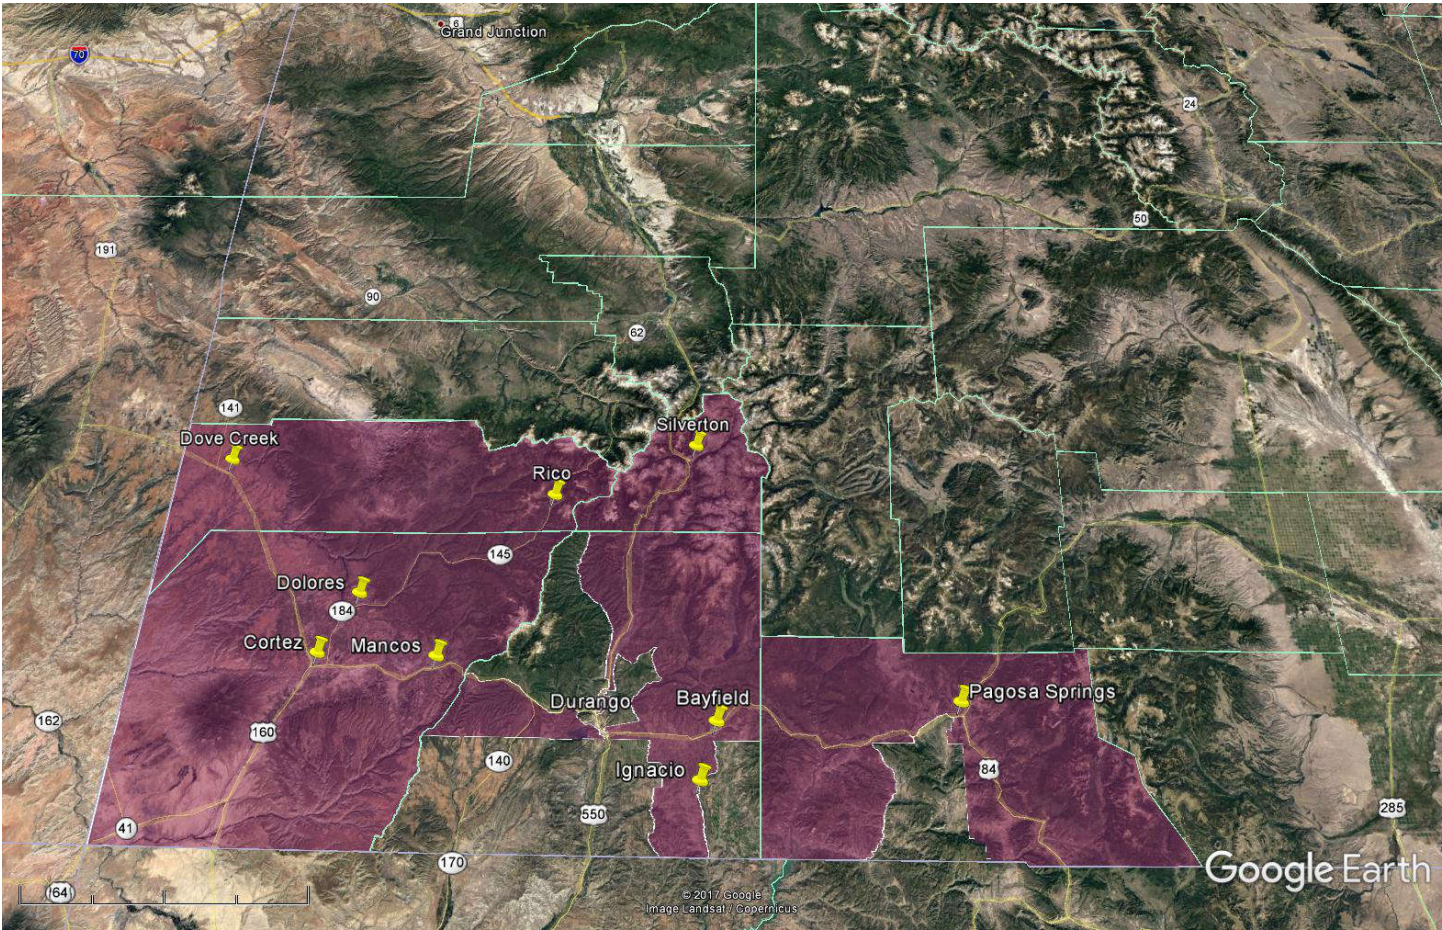 6
Grand Junction
70
24
50
191
90
62
141
Dove Creek
Silverton
Rico
145
Dolores
184
Cortez
Mancos
Durango
Bayfield
Pagosa Springs
162
160
140
Ignacio
84
550
41
285
170
64
Google Earth
© 2017 Google
Image Landsat / Copernicus